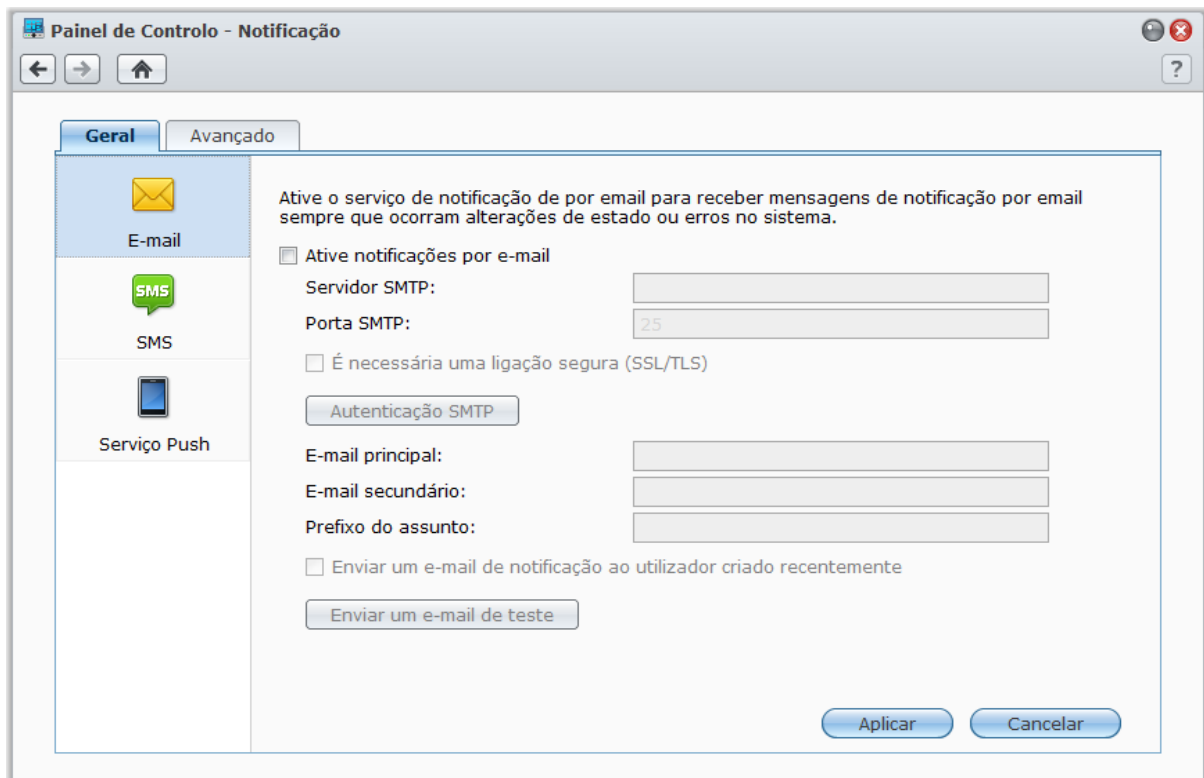 Painel de Controlo - Notificação
?
Geral
Avançado
E-mail
SMS
SMS
Serviço Push
Ative o serviço de notificação de por email para receber mensagens de notificação por email
sempre que ocorram alterações de estado ou erros no sistema.
Ative notificações por e-mail
Servidor SMTP:
Porta SMTP:
25
É necessária uma ligação segura (SSL/TLS)
Autenticação SMTP
E-mail principal:
E-mail secundário:
Prefixo do assunto:
Enviar um e-mail de notificação ao utilizador criado recentemente
Enviar um e-mail de teste
Aplicar
Cancelar